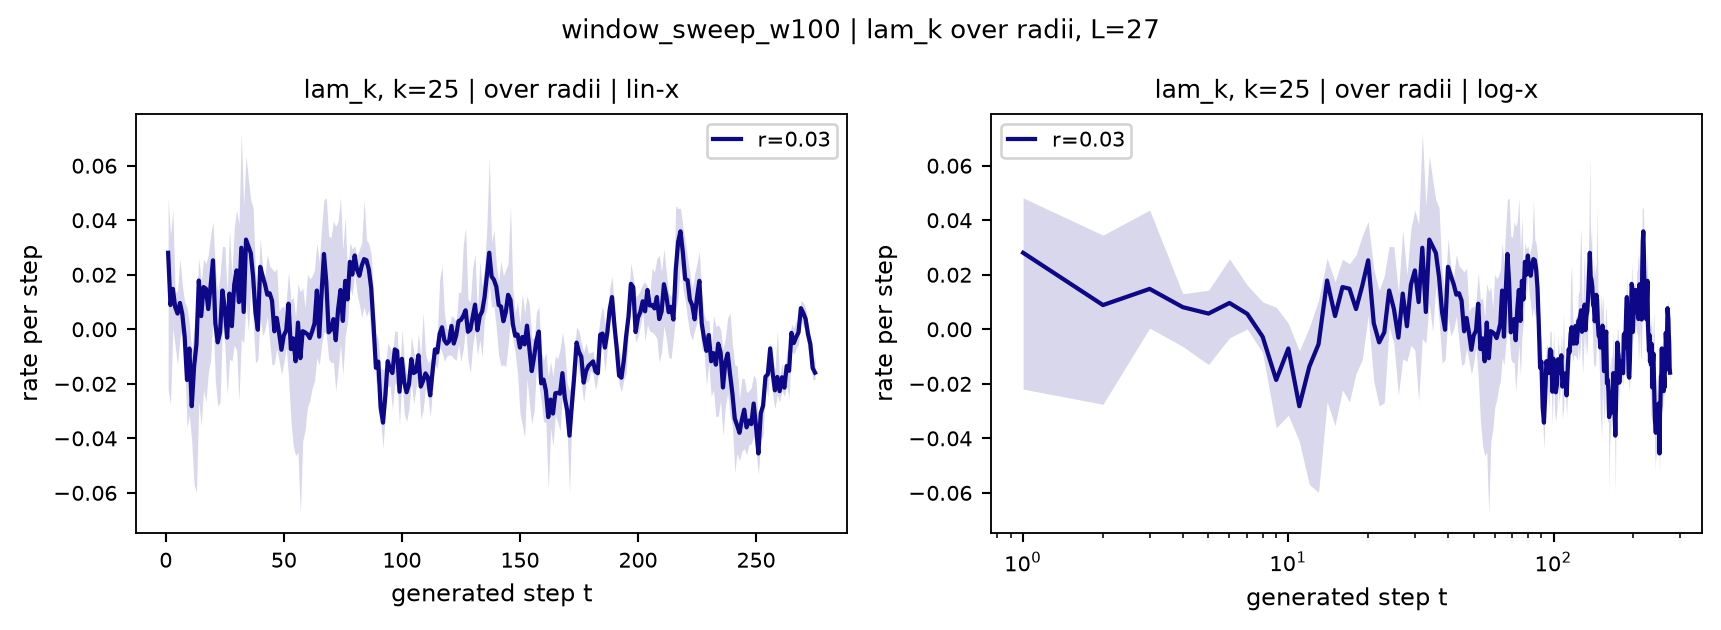 window_sweep_w100 | lam_k over radii, L=27
lam_k, k=25 | over radii | lin-x
rate per step
0.06
0.04
0.02
0.00
−0.02
−0.04
−0.06
r=0.03
0
50
100
150
200
250
generated step t
lam_k, k=25 | over radii | log-x
rate per step
0.06
0.04
0.02
0.00
−0.02
−0.04
−0.06
r=0.03
10⁰
10¹
10²
generated step t